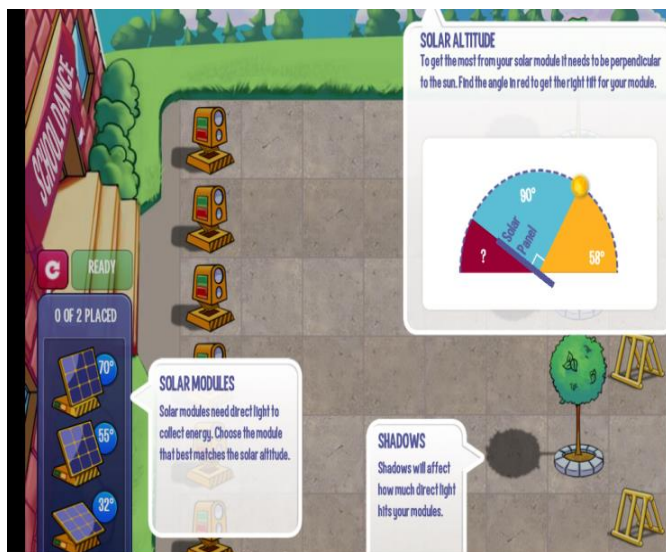 SCHOOL DANCE
SOLAR ALTITUDE
To get the most from your solar module it needs to be perpendicular
to the sun. Find the angle in red to get the right tilt for your module.
90°
Solar
Panel
?
58°
READY
0 OF 2 PLACED
70°
55°
32°
SOLAR MODULES
Solar modules need direct light to
collect energy. Choose the module
that best matches the solar altitude.
SHADOWS
Shadows will affect
how much direct light
hits your modules.